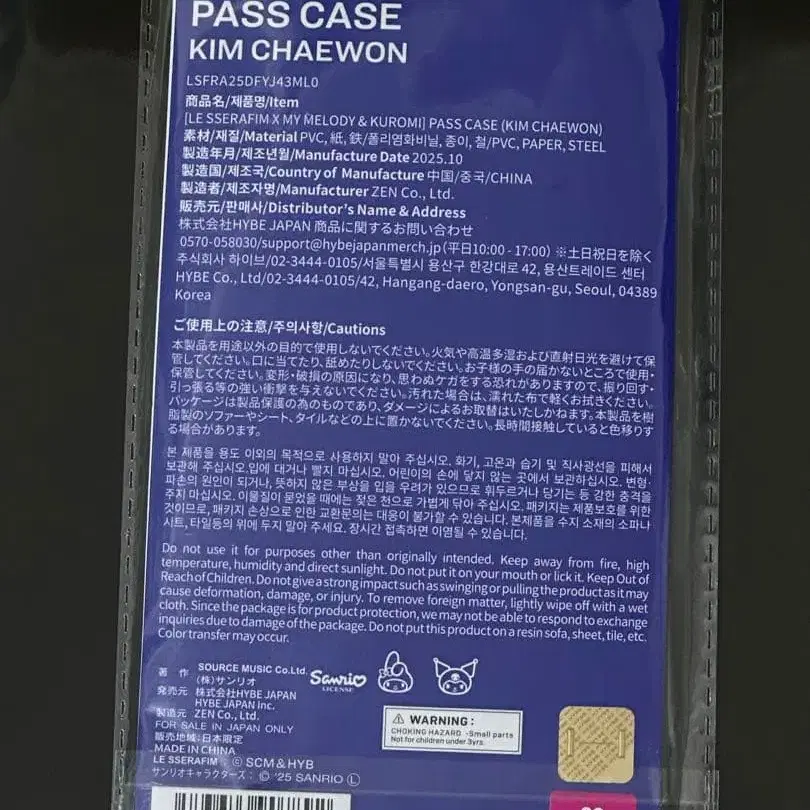 PASS CASE
KIM CHAEWON
LSFRA25DFYJ43ML0
商品名/제품명/Item
[LE SSERAFIM X MY MELODY & KUROMI] PASS CASE (KIM CHAEWON)
素材/재질/Material PVC, 紙, 鉄/폴리염화비닐, 종이, 철/PVC, PAPER, STEEL
製造年月/제조년월/Manufacture Date 2025.10
製造国/제조국/Country of Manufacture 中国/중국/CHINA
製造者/제조자명/Manufacturer ZEN Co., Ltd.
販売元/판매사/Distributor's Name & Address
株式会社HYBE JAPAN 商品に関するお問い合わせ
0570-058030/support@hybejapanmerch.jp (平日10:00 - 17:00) ※土日祝日を除く
주식회사 하이브/02-3444-0105/서울특별시 용산구 한강대로 42, 용산트레이드 센터
HYBE Co., Ltd/02-3444-0105/42, Hangang-daero, Yongsan-gu, Seoul, 04389
Korea
ご使用上の注意/주의사항/Cautions
本製品を用途以外の目的で使用しないでください。火気や高温多湿および直射日光を避けて保
管してください。口に当てたり、舐めたりしないでください。お子様の手の届かないところで使用・
保管してください。変形・破損の原因になり、思わぬケガをする恐れがありますので、振り回す・
引っ張る等の強い衝撃を与えないでください。汚れた場合は、濡れた布で軽くお拭きください。
パッケージは製品保護の為のものであり、ダメージによるお取替はいたしかねます。本製品を樹
脂製のソファーやシート、タイルなどの上に置かないでください。長時間接触していると色移りす
る場合があります。
본 제품을 용도 이외의 목적으로 사용하지 말아 주십시오. 화기, 고온과 습기 및 직사광선을 피해서
보관해 주십시오.입에 대거나 빨지 마십시오. 어린이의 손에 닿지 않는 곳에서 보관하십시오. 변형·
파손의 원인이 되거나, 뜻하지 않은 부상을 입을 우려가 있으므로 휘두르거나 당기는 등 강한 충격을
주지 마십시오. 이물질이 묻었을 때에는 젖은 천으로 가볍게 닦아 주십시오. 패키지는 제품보호를 위한
것이므로, 패키지 손상으로 인한 교환문의는 대응이 불가할 수 있습니다. 본제품을 수지 소재의 소파나
시트, 타일등의 위에 두지 말아 주세요. 장시간 접촉하면 이염될 수 있습니다.
Do not use it for purposes other than originally intended. Keep away from fire, high
temperature, humidity and direct sunlight. Do not put it on your mouth or lick it. Keep Out of
Reach of Children. Do not give a strong impact such as swinging or pulling the product as it may
cause deformation, damage, or injury. To remove foreign matter, lightly wipe off with a wet
cloth. Since the package is for product protection, we may not be able to respond to exchange
inquiries due to damage of the package. Do not put this product on a resin sofa, sheet, tile, etc.
Color transfer may occur.
著 作 SOURCE MUSIC Co.Ltd.
(株)サンリオ
発売元 株式会社HYBE JAPAN
HYBE JAPAN Inc.
製造元 ZEN Co., Ltd.
FOR SALE IN JAPAN ONLY
販売地域:日本限定
MADE IN CHINA
LE SSERAFIM : ⓒ SCM & HYB
サンリオキャラクターズ : © '25 SANRIO Ⓛ
Sanrio
LICENSE
WARNING :
CHOKING HAZARD -Small parts
Not for children under 3yrs.